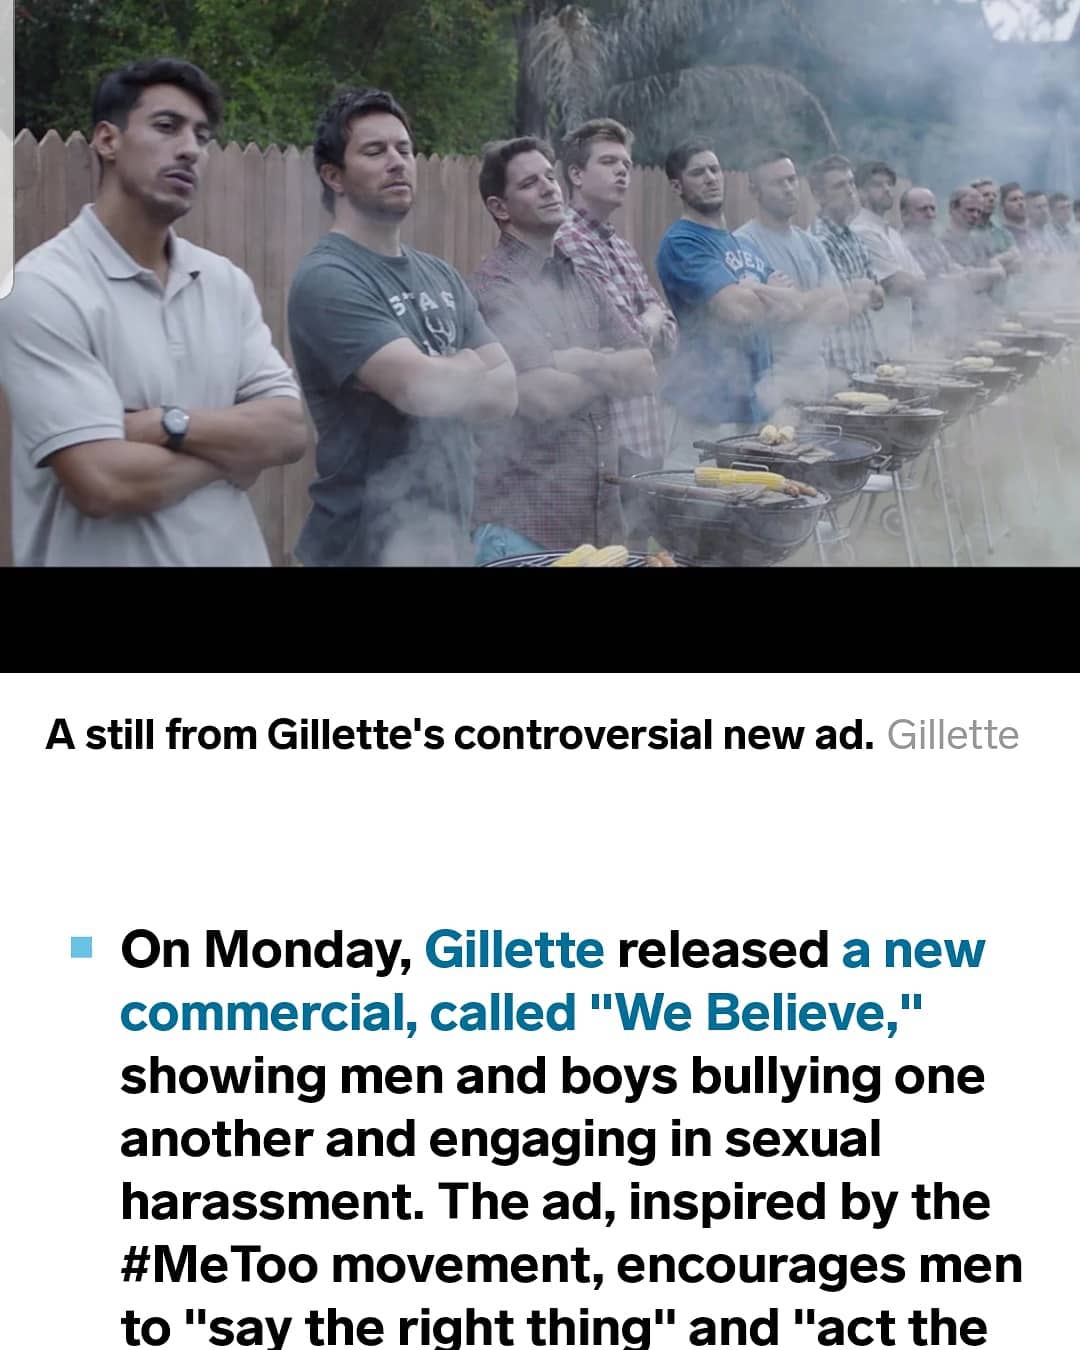 STAG
A still from Gillette's controversial new ad. Gillette
On Monday, Gillette released a new
commercial, called "We Believe,"
showing men and boys bullying one
another and engaging in sexual
harassment. The ad, inspired by the
#MeToo movement, encourages men
to "say the right thing" and "act the